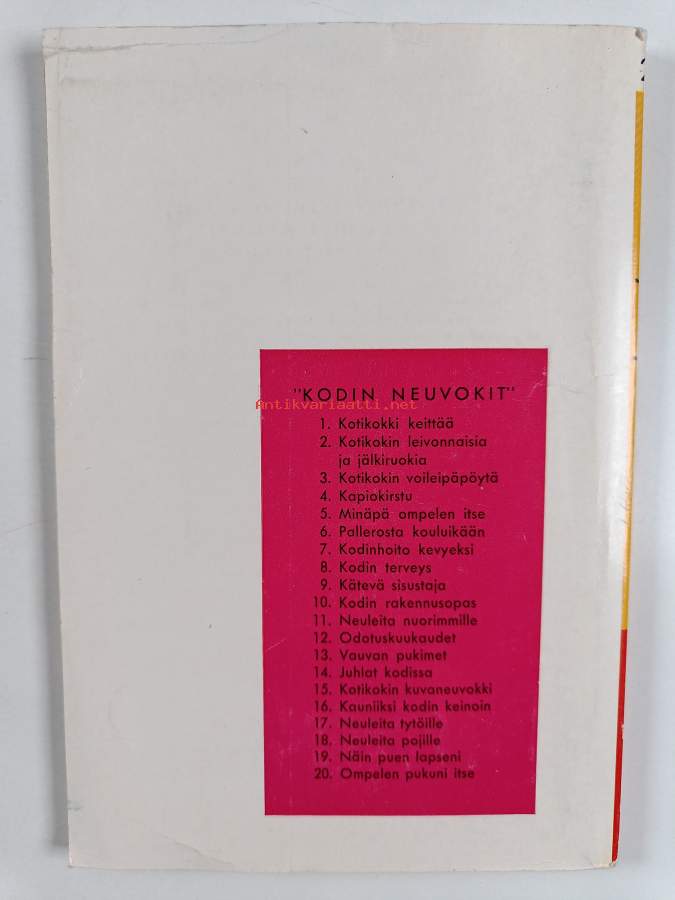 "KODIN NEUVOKIT"
Antikvariaatti.net
1. Kotikokki keittää
2. Kotikokin leivonnaisia
ja jälkiruokia
3. Kotikokin voileipäpöytä
4. Kapiokirstu
5. Minäpä ompelen itse
6. Pallerosta kouluikään
7. Kodinhoito kevyeksi
8. Kodin terveys
9. Kätevä sisustaja
10. Kodin rakennusopas
11. Neuleita nuorimmille
12. Odotuskuukaudet
13. Vauvan pukimet
14. Juhlat kodissa
15. Kotikokin kuvaneuvokki
16. Kauniiksi kodin keinoin
17. Neuleita tytöille
18. Neuleita pojille
19. Näin puen lapseni
20. Ompelen pukuni itse